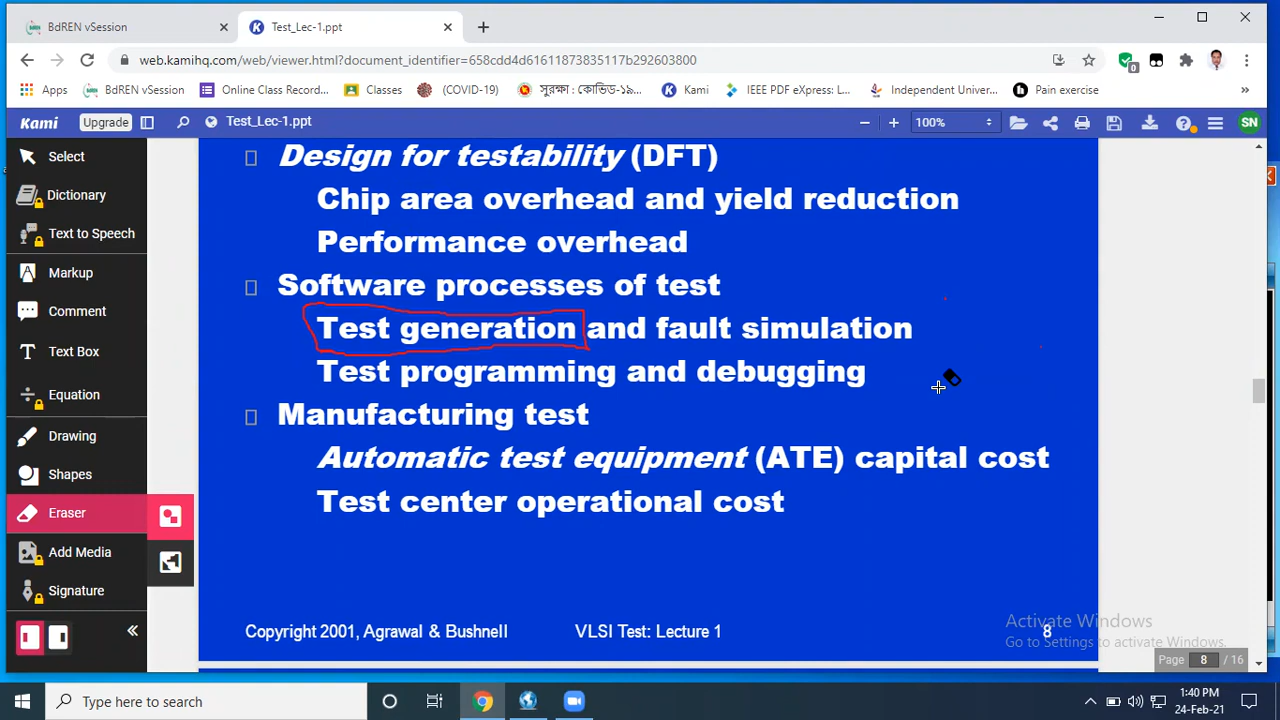 BdREN vSession
Test_Lec-1.ppt
web.kamihq.com/web/viewer.html?document_identifier=658cdd4d61611873835117b292603800
Apps
BdREN vSession
Online Class Record...
Classes
(COVID-19)
সুরক্ষা : কোভিড-১৯...
Kami
IEEE PDF eXpress: L...
Independent Univer...
Pain exercise
»
Kami
Upgrade
Test_Lec-1.ppt
100%
SN
Select
Dictionary
Text to Speech
Markup
Comment
Text Box
Equation
Drawing
Shapes
Eraser
Add Media
Signature
Design for testability (DFT)
Chip area overhead and yield reduction
Performance overhead
Software processes of test
Test generation and fault simulation
Test programming and debugging
Manufacturing test
Automatic test equipment (ATE) capital cost
Test center operational cost
Copyright 2001, Agrawal & Bushnell
VLSI Test: Lecture 1
8
Activate Windows
Go to Settings to activate Windows.
Page 8 / 16
Type here to search
1:40 PM
24-Feb-21